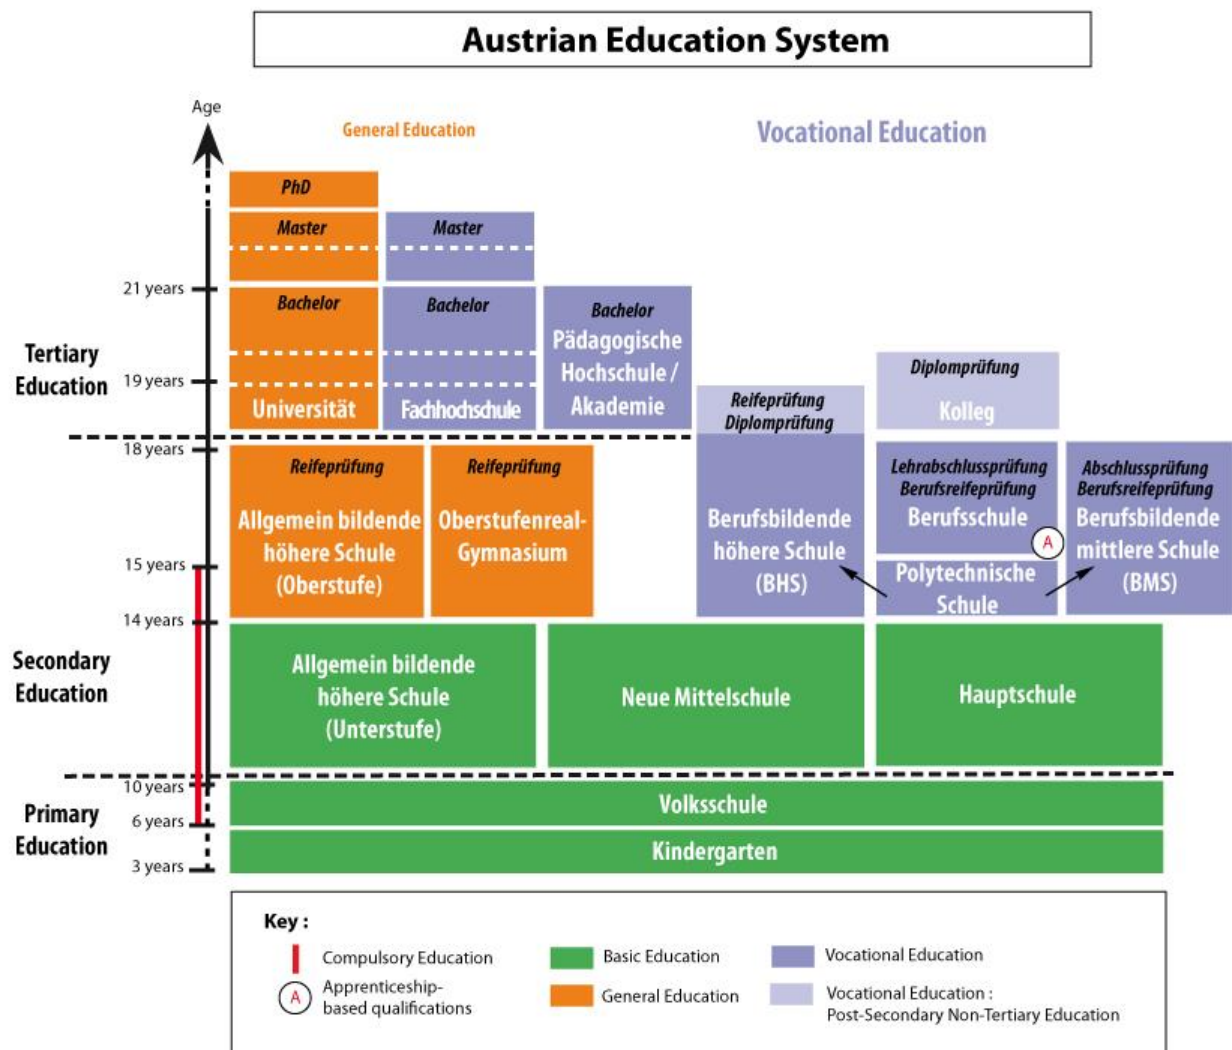 Austrian Education System
Age
General Education
Vocational Education
PhD
Master
Master
21 years
Bachelor
Bachelor
Bachelor
Pädagogische
Hochschule /
Akademie
Tertiary
Education
19 years
Universität
Fachhochschule
Reifeprüfung
Diplomprüfung
Diplomprüfung
Kolleg
18 years
Reifeprüfung
Allgemein bildende
höhere Schule
(Oberstufe)
Reifeprüfung
Oberstufenreal-
Gymnasium
Berufsbildende
höhere Schule
(BHS)
Lehrabschlussprüfung
Berufsreifeprüfung
Berufsschule
A
Polytechnische
Schule
Abschlussprüfung
Berufsreifeprüfung
Berufsbildende
mittlere Schule
(BMS)
15 years
14 years
Secondary
Education
Allgemein bildende
höhere Schule
(Unterstufe)
Neue Mittelschule
Hauptschule
10 years
Volksschule
Primary
Education
6 years
Kindergarten
3 years
Key :
Compulsory Education
A
Apprenticeship-
based qualifications
Basic Education
General Education
Vocational Education
Vocational Education :
Post-Secondary Non-Tertiary Education